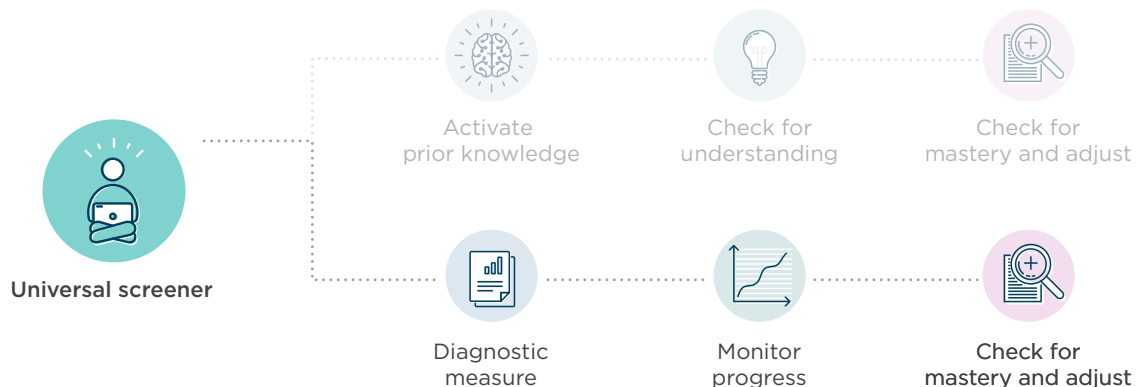 Activate
prior knowledge
Check for
understanding
Check for
mastery and adjust
Universal screener
Diagnostic
measure
Monitor
progress
Check for
mastery and adjust